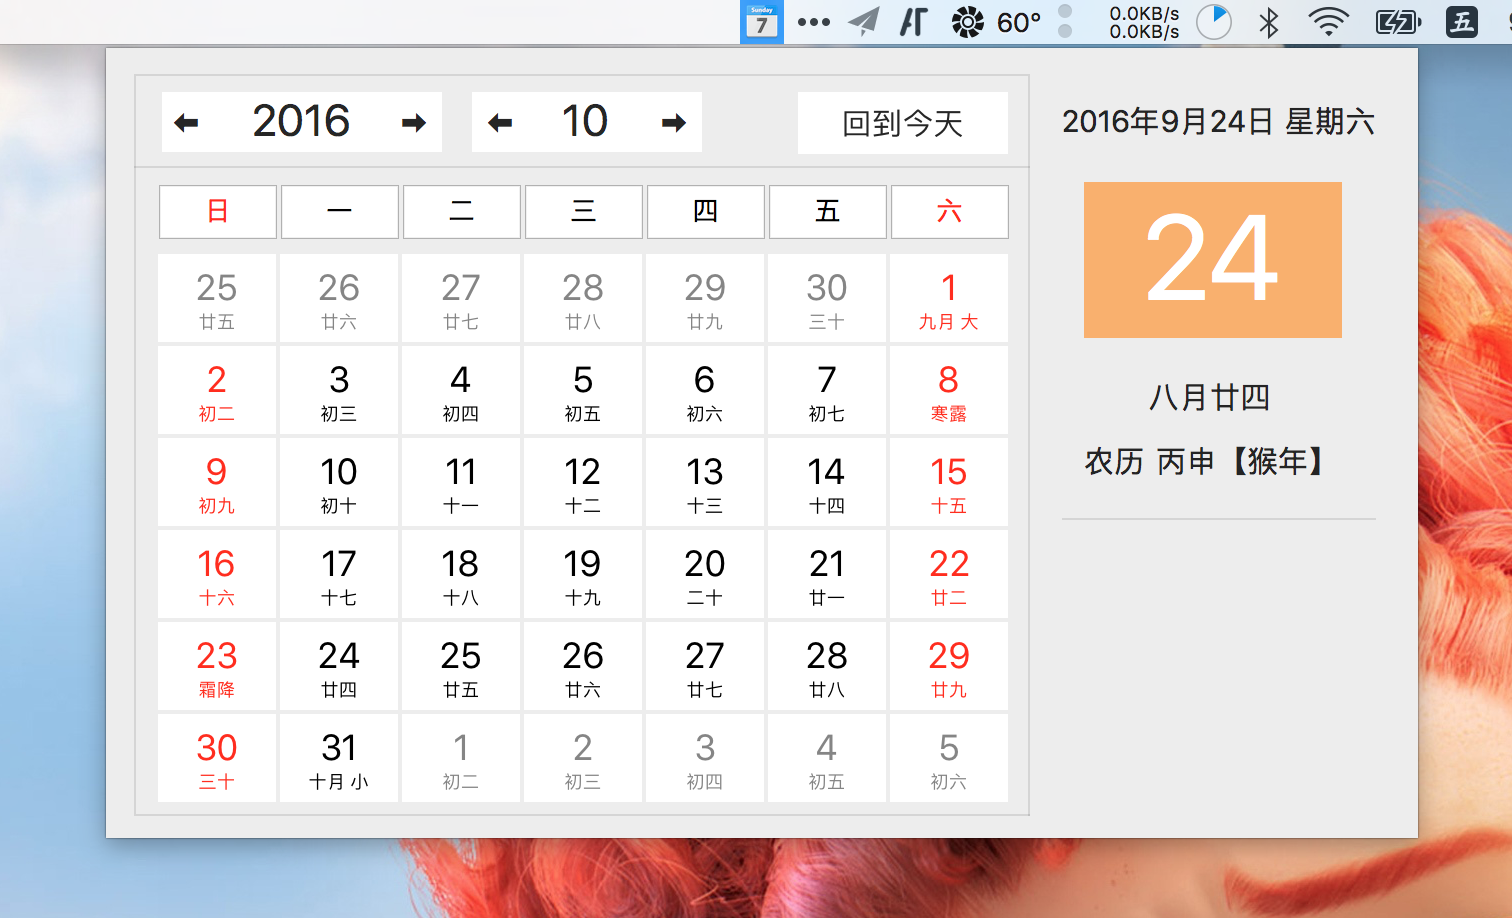 Sunday
7
60°
0.0KB/s
0.0KB/s
五
2016 10 回到今天
日 一 二 三 四 五 六
25 26 27 28 29 30 1
廿五 廿六 廿七 廿八 廿九 三十 九月 大
2 3 4 5 6 7 8
初二 初三 初四 初五 初六 初七 寒露
9 10 11 12 13 14 15
初九 初十 十一 十二 十三 十四 十五
16 17 18 19 20 21 22
十六 十七 十八 十九 二十 廿一 廿二
23 24 25 26 27 28 29
霜降 廿四 廿五 廿六 廿七 廿八 廿九
30 31 1 2 3 4 5
三十 十月 小 初二 初三 初四 初五 初六
2016年9月24日 星期六
24
八月廿四
农历 丙申【猴年】